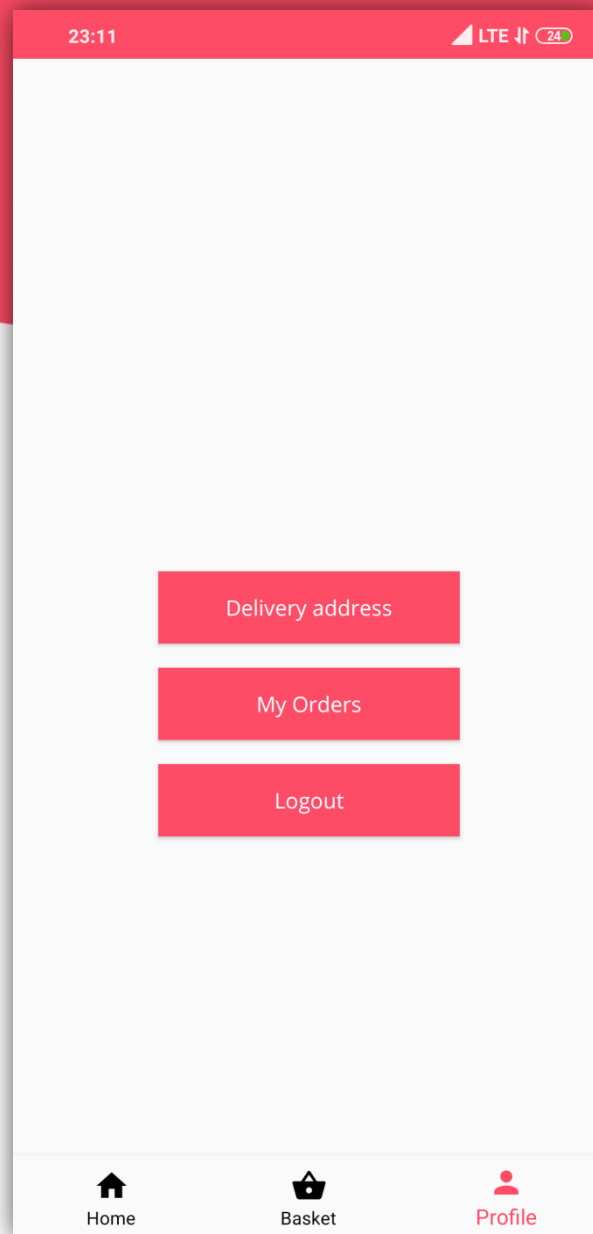 23:11 LTE 24
Delivery address
My Orders
Logout
Home Basket Profile